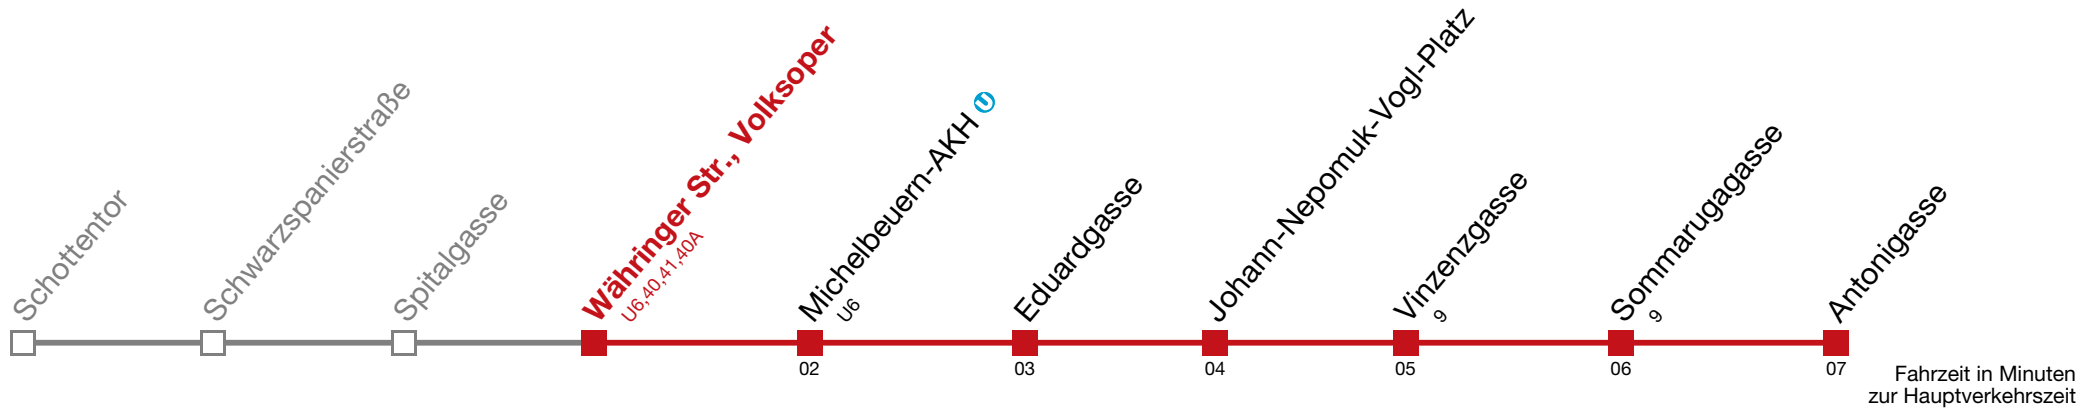 Schottentor
Schwarzspanierstraße
Spitalgasse
Währinger Str., Volksoper
U6,40,41,40A
Michelbeuern-AKH U
U6
Eduardgasse
Johann-Nepomuk-Vogl-Platz
Vinzenzgasse
9
Sommarugagasse
9
Antonigasse
02
03
04
05
06
07
Fahrzeit in Minuten
zur Hauptverkehrszeit